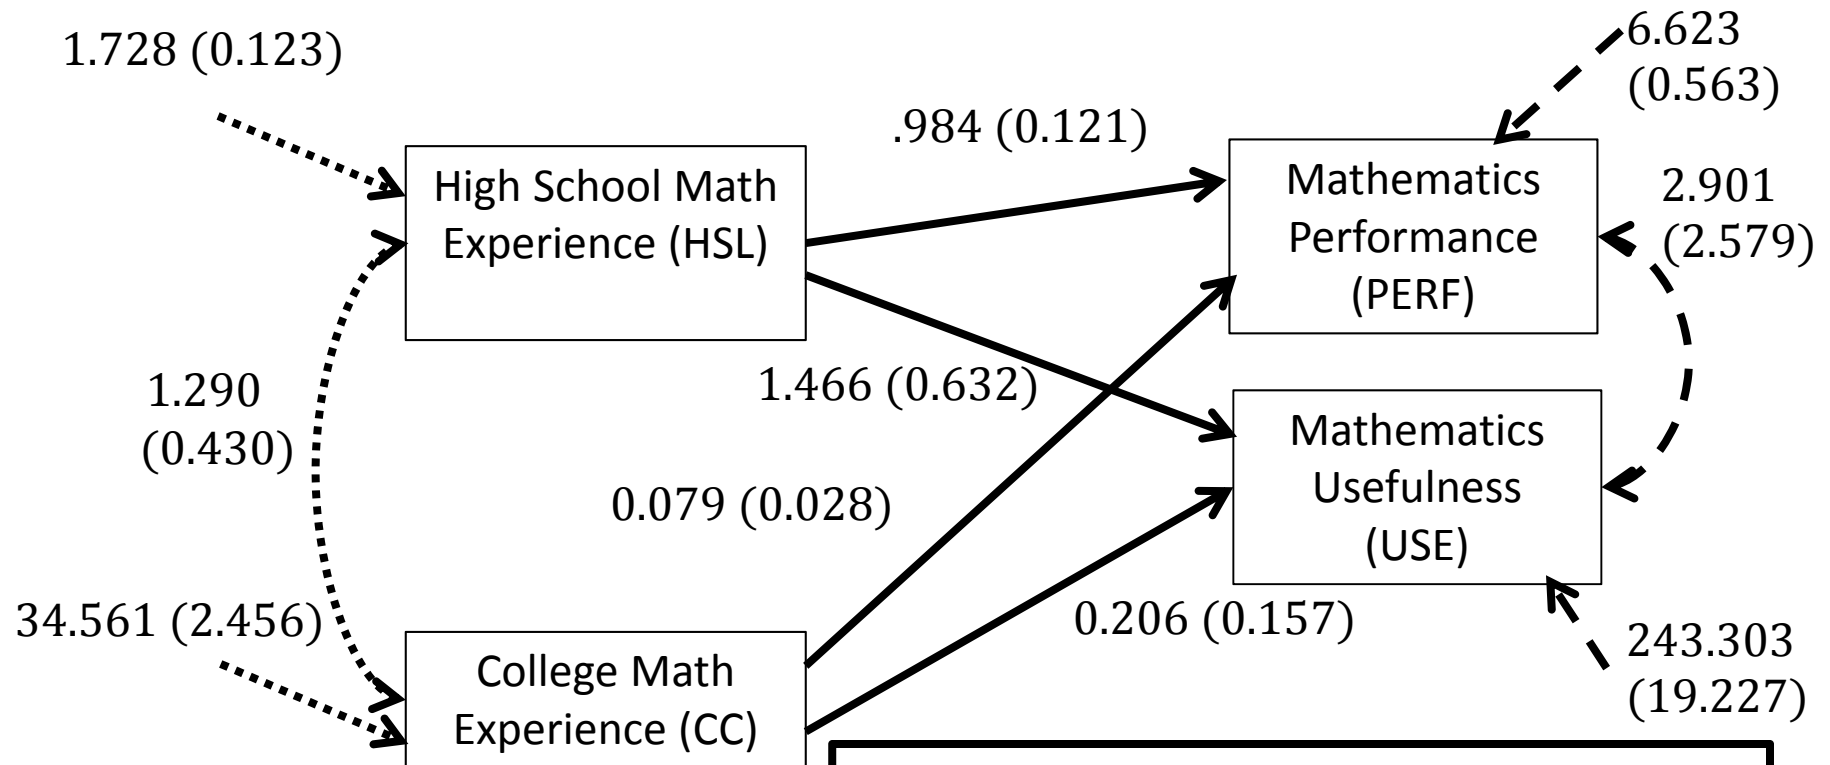 1.728 (0.123)
6.623
(0.563)
.984 (0.121)
High School Math
Experience (HSL)
Mathematics
Performance
(PERF)
2.901
(2.579)
1.290
(0.430)
1.466 (0.632)
Mathematics
Usefulness
(USE)
0.079 (0.028)
34.561 (2.456)
0.206 (0.157)
243.303
(19.227)
College Math
Experience (CC)